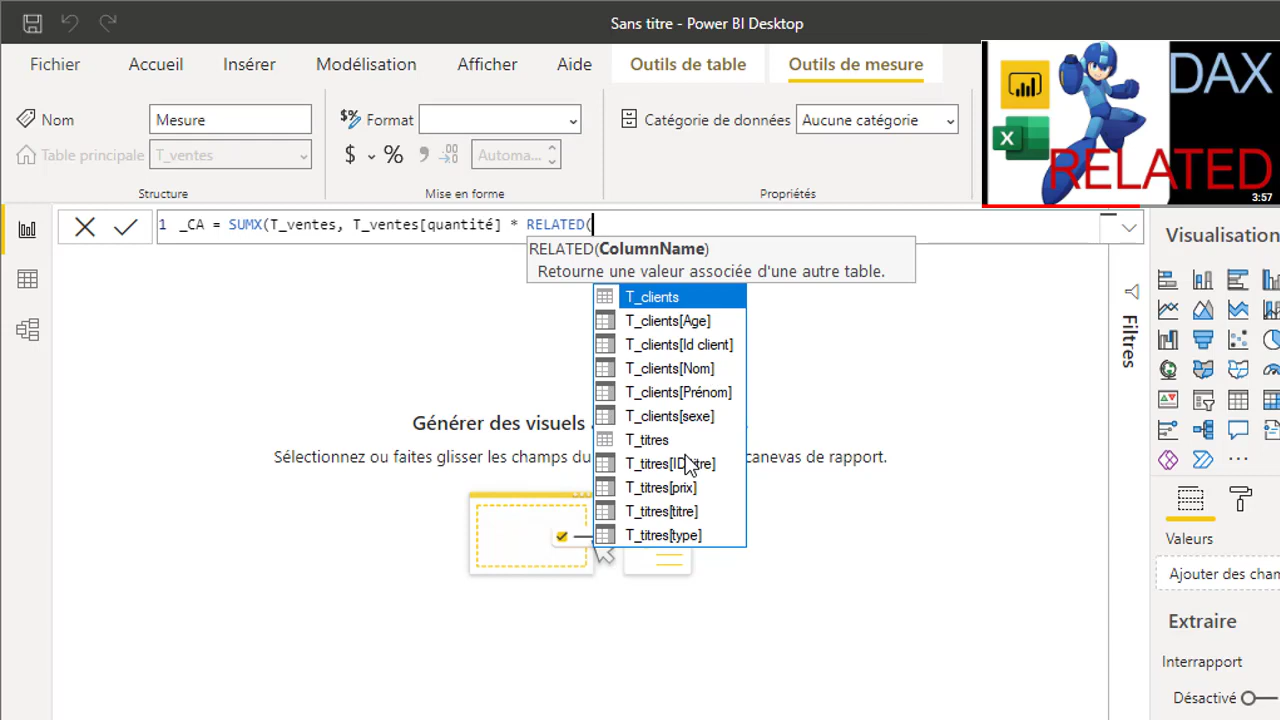 Sans titre - Power BI Desktop
Fichier Accueil Insérer Modélisation Afficher Aide Outils de table Outils de mesure
Nom Mesure $% Format Catégorie de données Aucune catégorie
Table principale T_ventes $ % Automa...
Structure Mise en forme Propriétés
DAX
RELATED
3:57
1 _CA = SUMX(T_ventes, T_ventes[quantité] * RELATED(
RELATED(ColumnName)
Retourne une valeur associée d'une autre table.
T_clients
T_clients[Age]
T_clients[Id client]
T_clients[Nom]
T_clients[Prénom]
T_clients[sexe]
T_titres
T_titres[prix]
T_titres[titre]
T_titres[type]
Générer des visuels
Sélectionnez ou faites glisser les champs du canevas de rapport.
Filtres
Visualisation
Valeurs
Ajouter des cham
Extraire
Interrapport
Désactivé